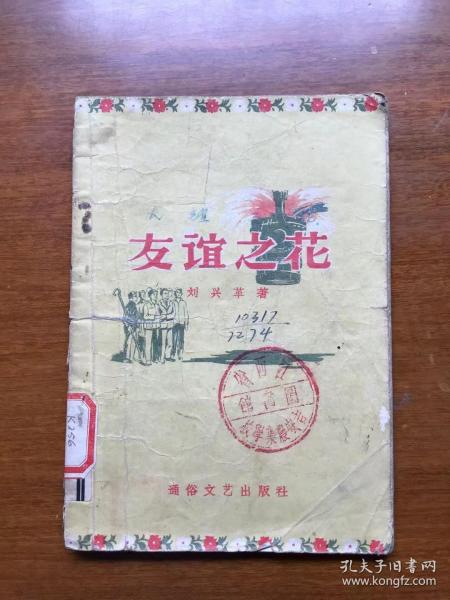 友谊之花
刘兴革著
10317
7274
通俗文艺出版社
K256
孔夫子旧书网
www.kongfz.com